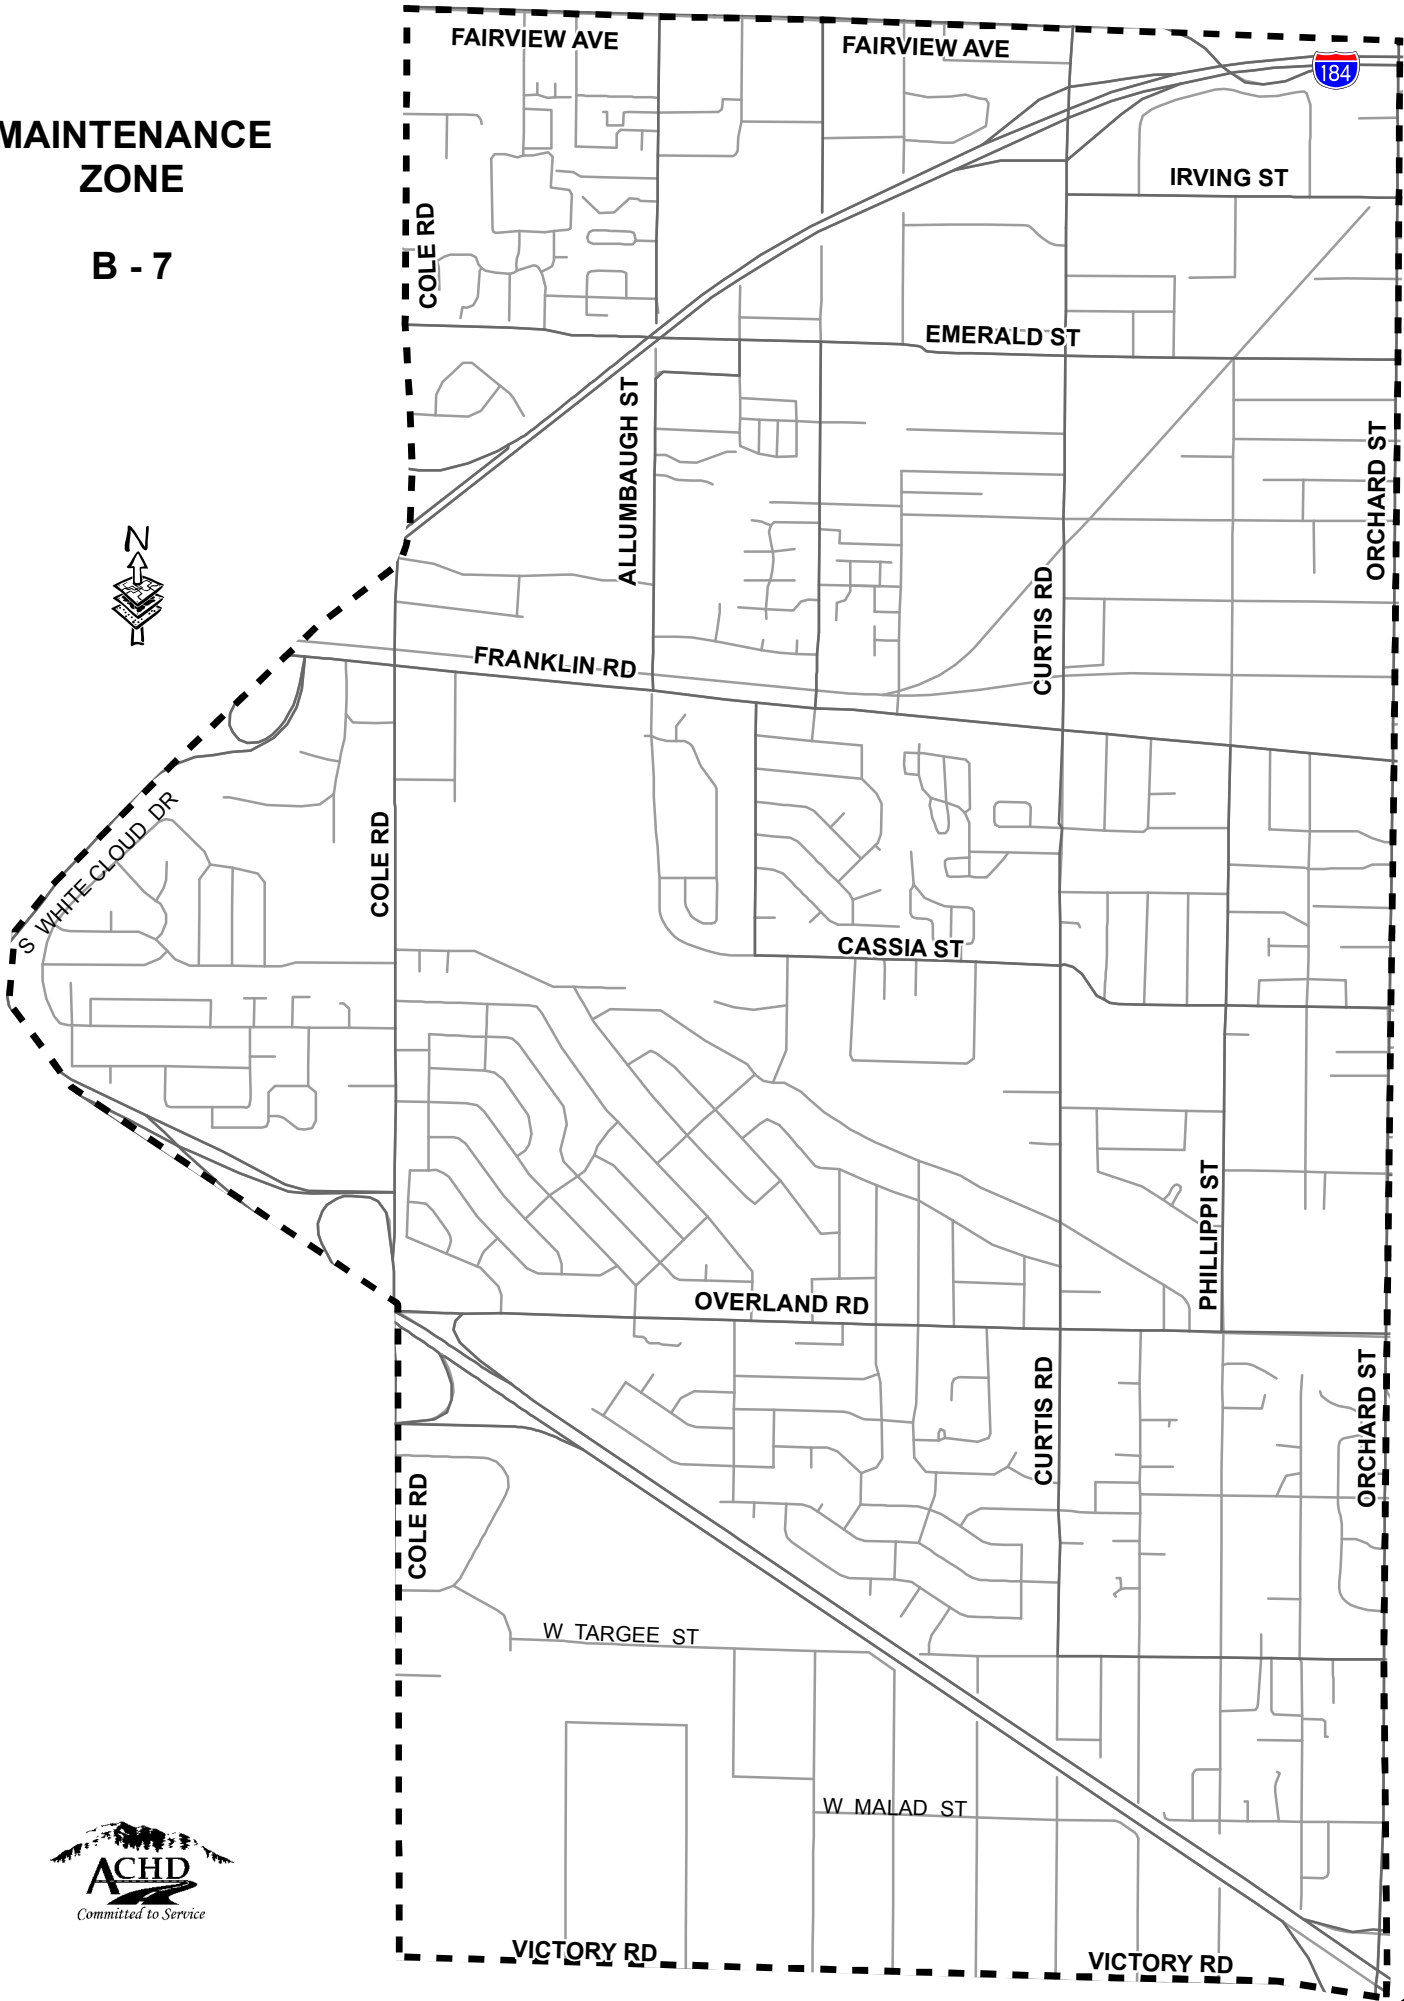 FAIRVIEW AVE
FAIRVIEW AVE
184
MAINTENANCE
ZONE
B - 7
IRVING ST
COLE RD
EMERALD ST
ALLUMBAUGH ST
ORCHARD ST
N
CURTIS RD
FRANKLIN RD
S WHITE CLOUD DR
COLE RD
CASSIA ST
PHILLIPPI ST
OVERLAND RD
CURTIS RD
ORCHARD ST
COLE RD
W TARGEE ST
W MALAD ST
ACHD
Committed to Service
VICTORY RD
VICTORY RD